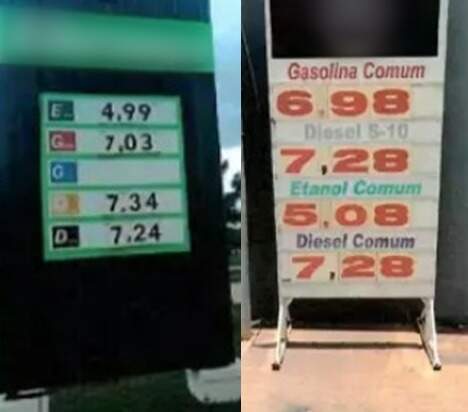 E 4.99
G 7.03
G
D 7.34
D 7.24
Gasolina Comum
6.98
Diesel S-10
7,28
Etanol Comum
5.08
Diesel Comum
7,28